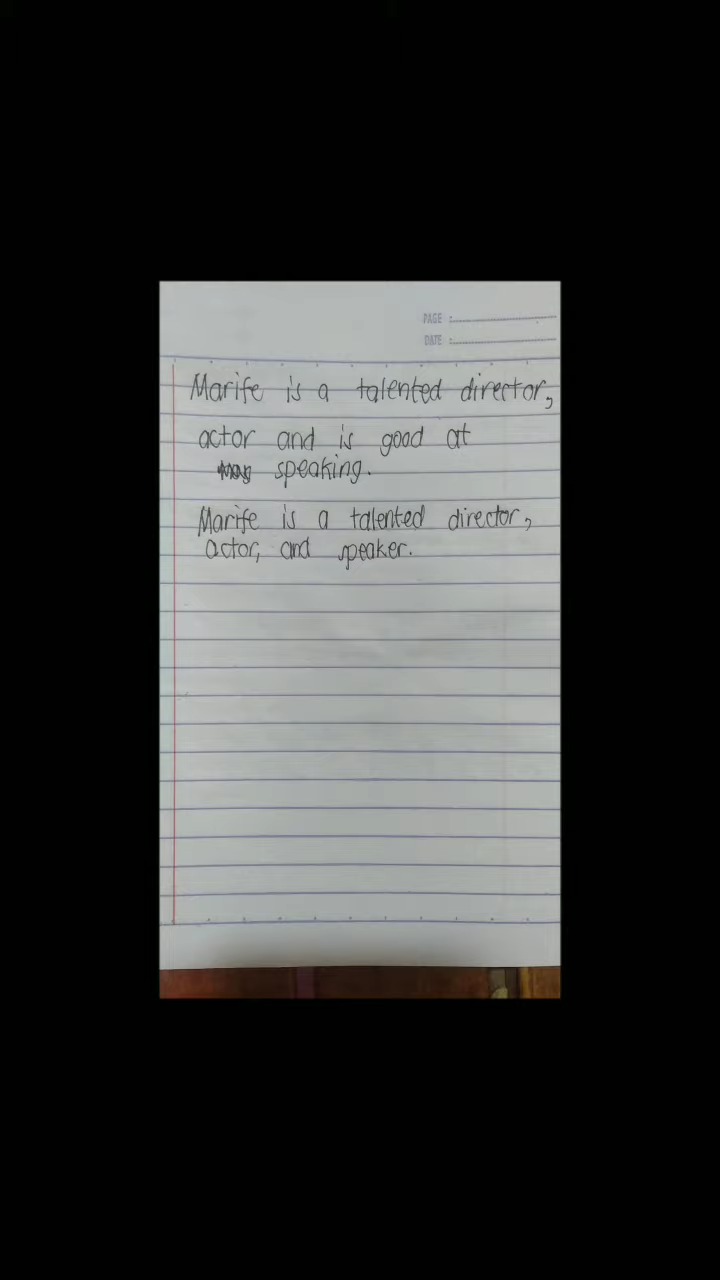 PAGE :
DATE :
Marife is a talented director,
actor and is good at
speaking.
Marife is a talented director,
actor, and speaker.